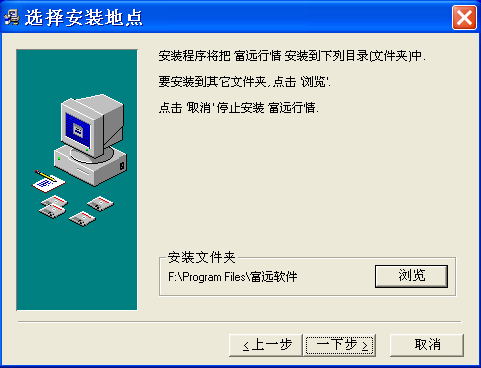 选择安装地点
安装程序将把 富远行情 安装到下列目录(文件夹)中.
要安装到其它文件夹, 点击 '浏览'.
点击 '取消' 停止安装 富远行情.
安装文件夹
F:\Program Files\富远软件
浏览
<上一步
一下步 >
取消